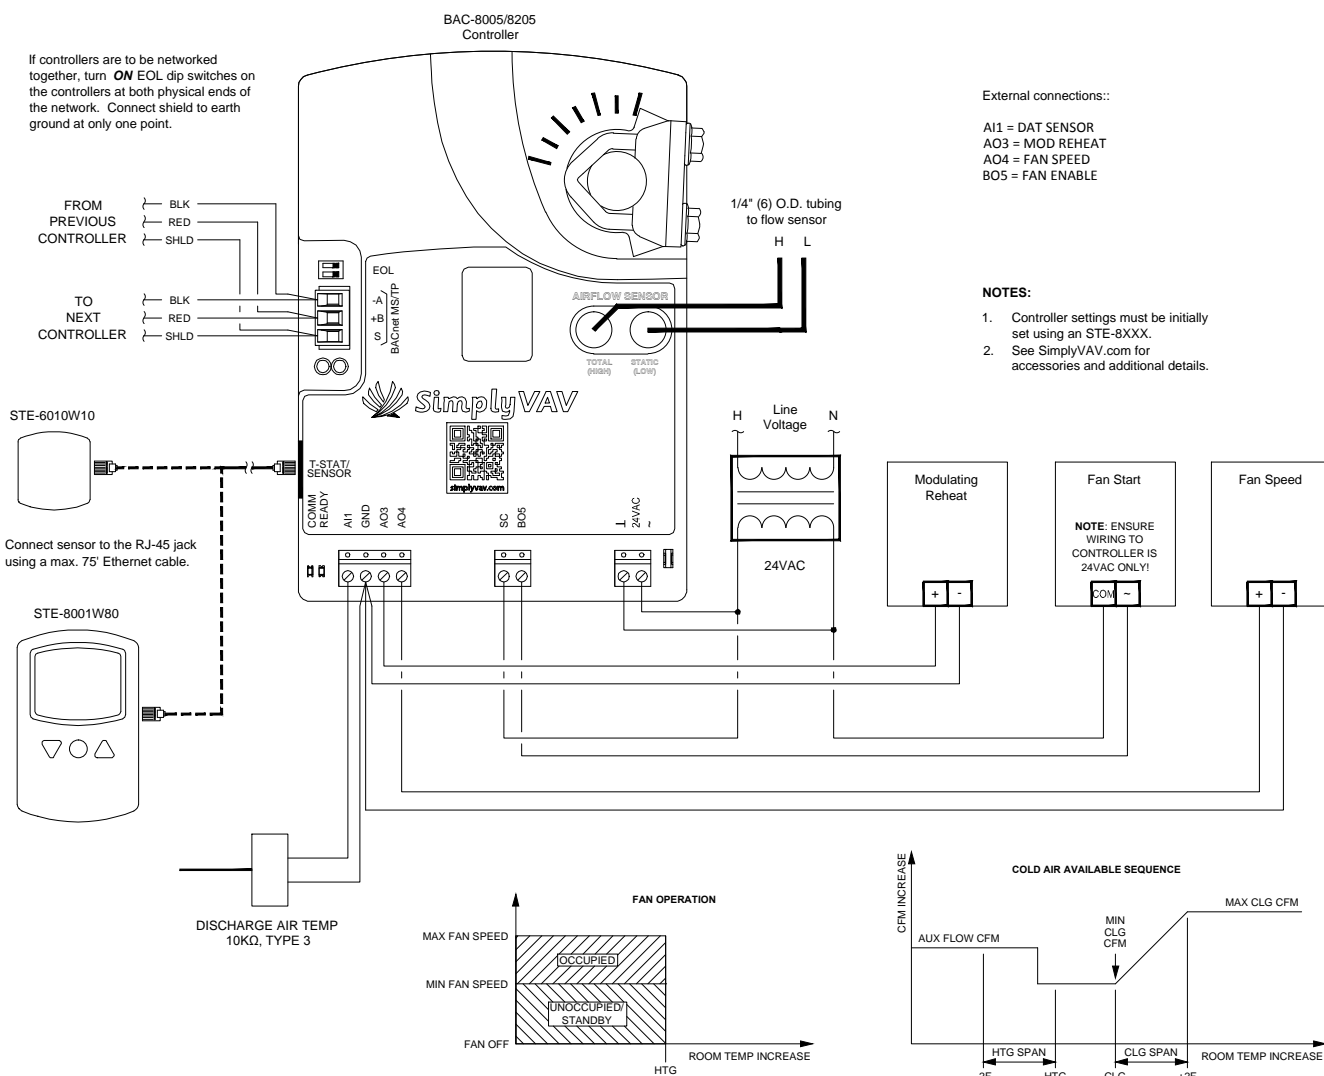 BAC-8005/8205
Controller
If controllers are to be networked
together, turn ON EOL dip switches on
the controllers at both physical ends of
the network. Connect shield to earth
ground at only one point.
External connections::
AI1 = DAT SENSOR
AO3 = MOD REHEAT
AO4 = FAN SPEED
BO5 = FAN ENABLE
FROM
PREVIOUS
CONTROLLER
BLK
RED
SHLD
TO
NEXT
CONTROLLER
BLK
RED
SHLD
EOL
-A
+B
S
BACnet MS/TP
1/4" (6) O.D. tubing
to flow sensor
H L
AIRFLOW SENSOR
TOTAL
(HIGH)
STATIC
(LOW)
NOTES:
1. Controller settings must be initially
set using an STE-8XXX.
2. See SimplyVAV.com for
accessories and additional details.
SimplyVAV
simplyvav.com
STE-6010W10
T-STAT/
SENSOR
COMM
READY
AI1
GND
AO3
AO4
SC
BO5
⊥
24VAC
~
H
Line
Voltage
N
24VAC
Connect sensor to the RJ-45 jack
using a max. 75' Ethernet cable.
STE-8001W80
Modulating
Reheat
+ -
Fan Start
NOTE: ENSURE
WIRING TO
CONTROLLER IS
24VAC ONLY!
COM ~
Fan Speed
+ -
DISCHARGE AIR TEMP
10KΩ, TYPE 3
FAN OPERATION
MAX FAN SPEED
OCCUPIED
MIN FAN SPEED
UNOCCUPIED/
STANDBY
FAN OFF
ROOM TEMP INCREASE
HTG
COLD AIR AVAILABLE SEQUENCE
CFM INCREASE
MAX CLG CFM
AUX FLOW CFM
MIN
CLG
CFM
HTG SPAN
CLG SPAN
ROOM TEMP INCREASE
HTG
CLG